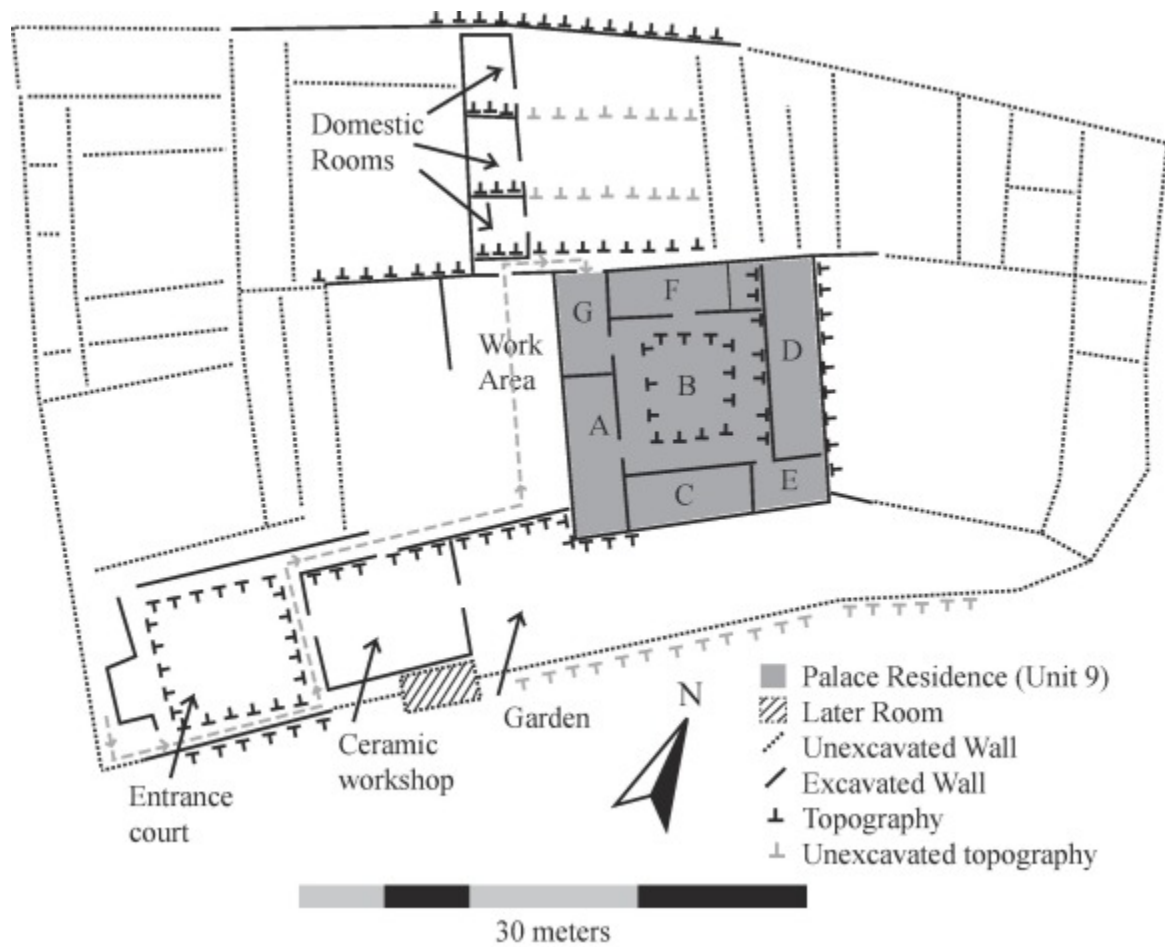 Domestic
Rooms
G
F
Work
Area
D
B
A
C
E
N
Palace Residence (Unit 9)
Later Room
Unexcavated Wall
Excavated Wall
Topography
Unexcavated topography
Garden
Ceramic
workshop
Entrance
court
30 meters